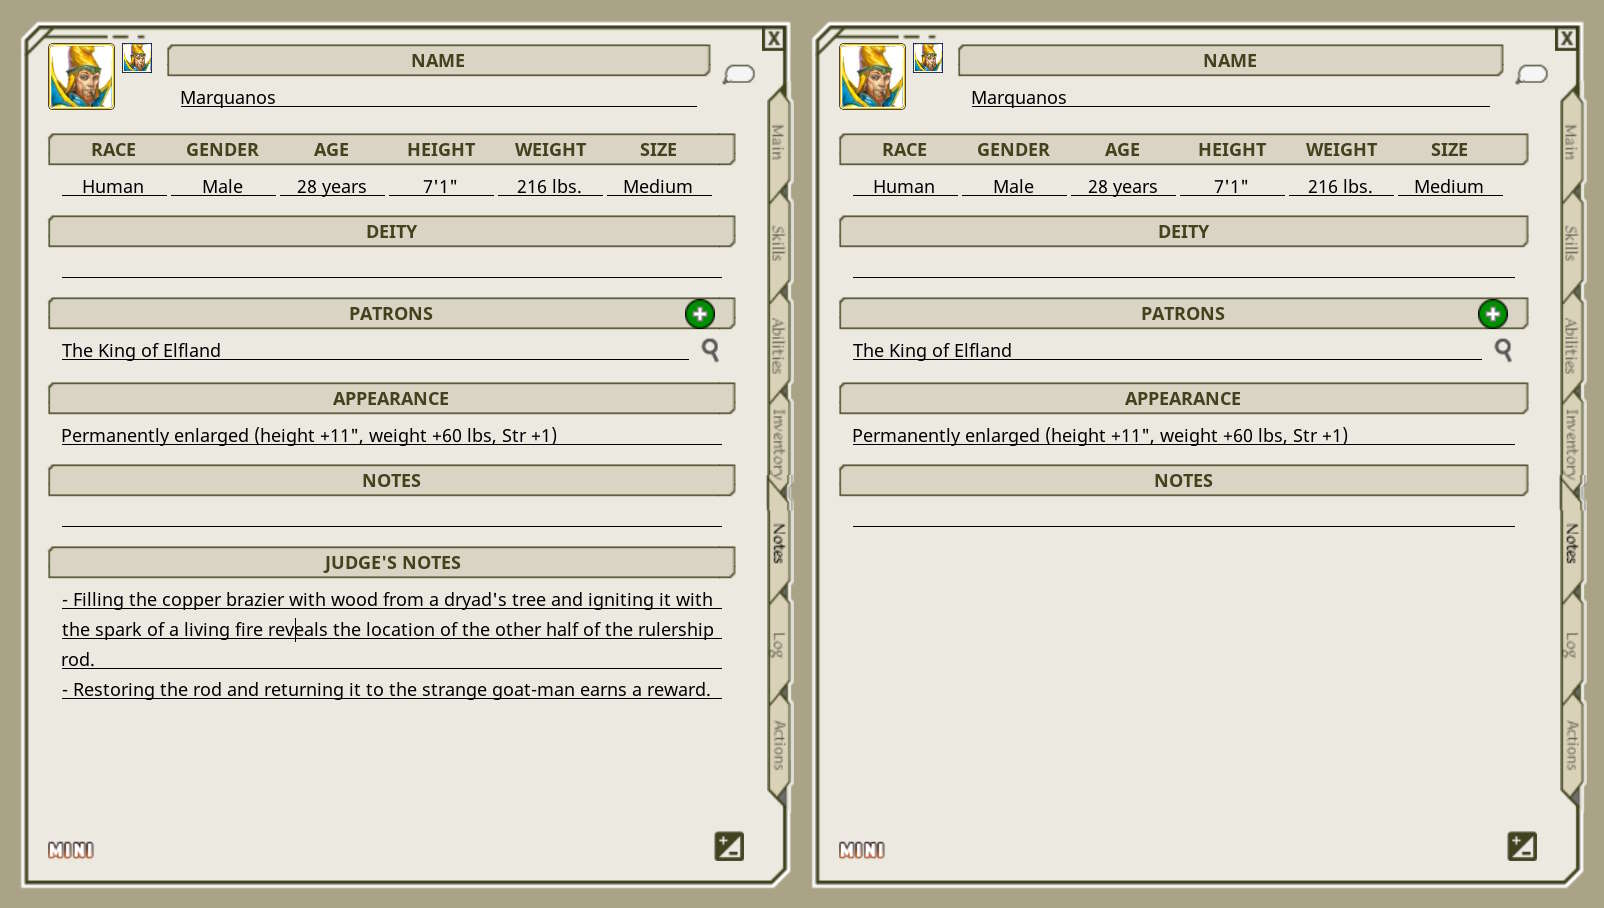 X
NAME
Marquanos
RACE GENDER AGE HEIGHT WEIGHT SIZE
Human Male 28 years 7'1" 216 lbs. Medium
DEITY
PATRONS
The King of Elfland
APPEARANCE
Permanently enlarged (height +11", weight +60 lbs, Str +1)
NOTES
JUDGE'S NOTES
- Filling the copper brazier with wood from a dryad's tree and igniting it with
the spark of a living fire reveals the location of the other half of the rulership
rod.
- Restoring the rod and returning it to the strange goat-man earns a reward.
MINI
Main
Skills
Abilities
Inventory
Notes
Log
Actions
X
NAME
Marquanos
RACE GENDER AGE HEIGHT WEIGHT SIZE
Human Male 28 years 7'1" 216 lbs. Medium
DEITY
PATRONS
The King of Elfland
APPEARANCE
Permanently enlarged (height +11", weight +60 lbs, Str +1)
NOTES
MINI
Main
Skills
Abilities
Inventory
Notes
Log
Actions